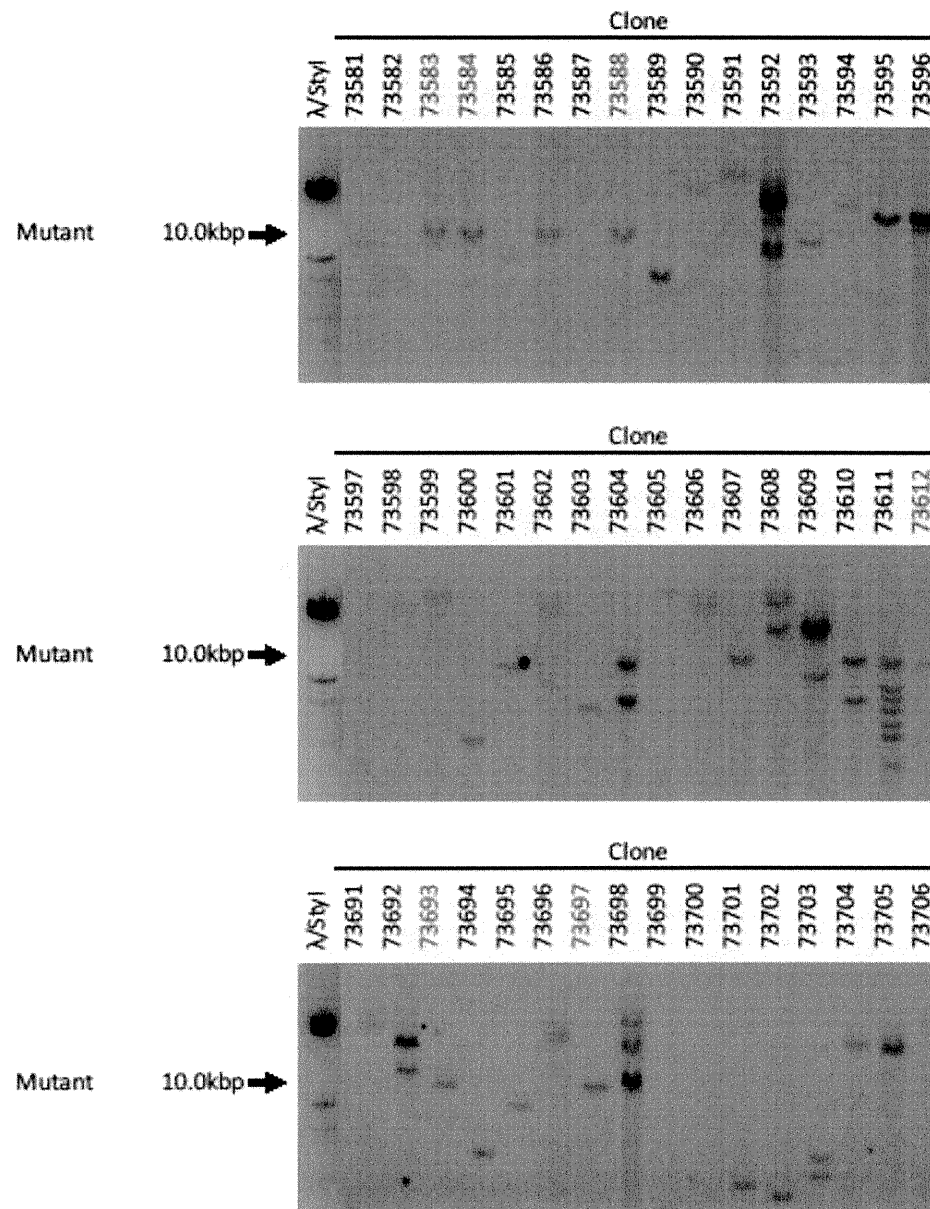 Clone
λ/StyI 73581 73582 73583 73584 73585 73586 73587 73588 73589 73590 73591 73592 73593 73594 73595 73596
Mutant 10.0kbp
Clone
λ/StyI 73597 73598 73599 73600 73601 73602 73603 73604 73605 73606 73607 73608 73609 73610 73611 73612
Mutant 10.0kbp
Clone
λ/StyI 73691 73692 73693 73694 73695 73696 73697 73698 73699 73700 73701 73702 73703 73704 73705 73706
Mutant 10.0kbp